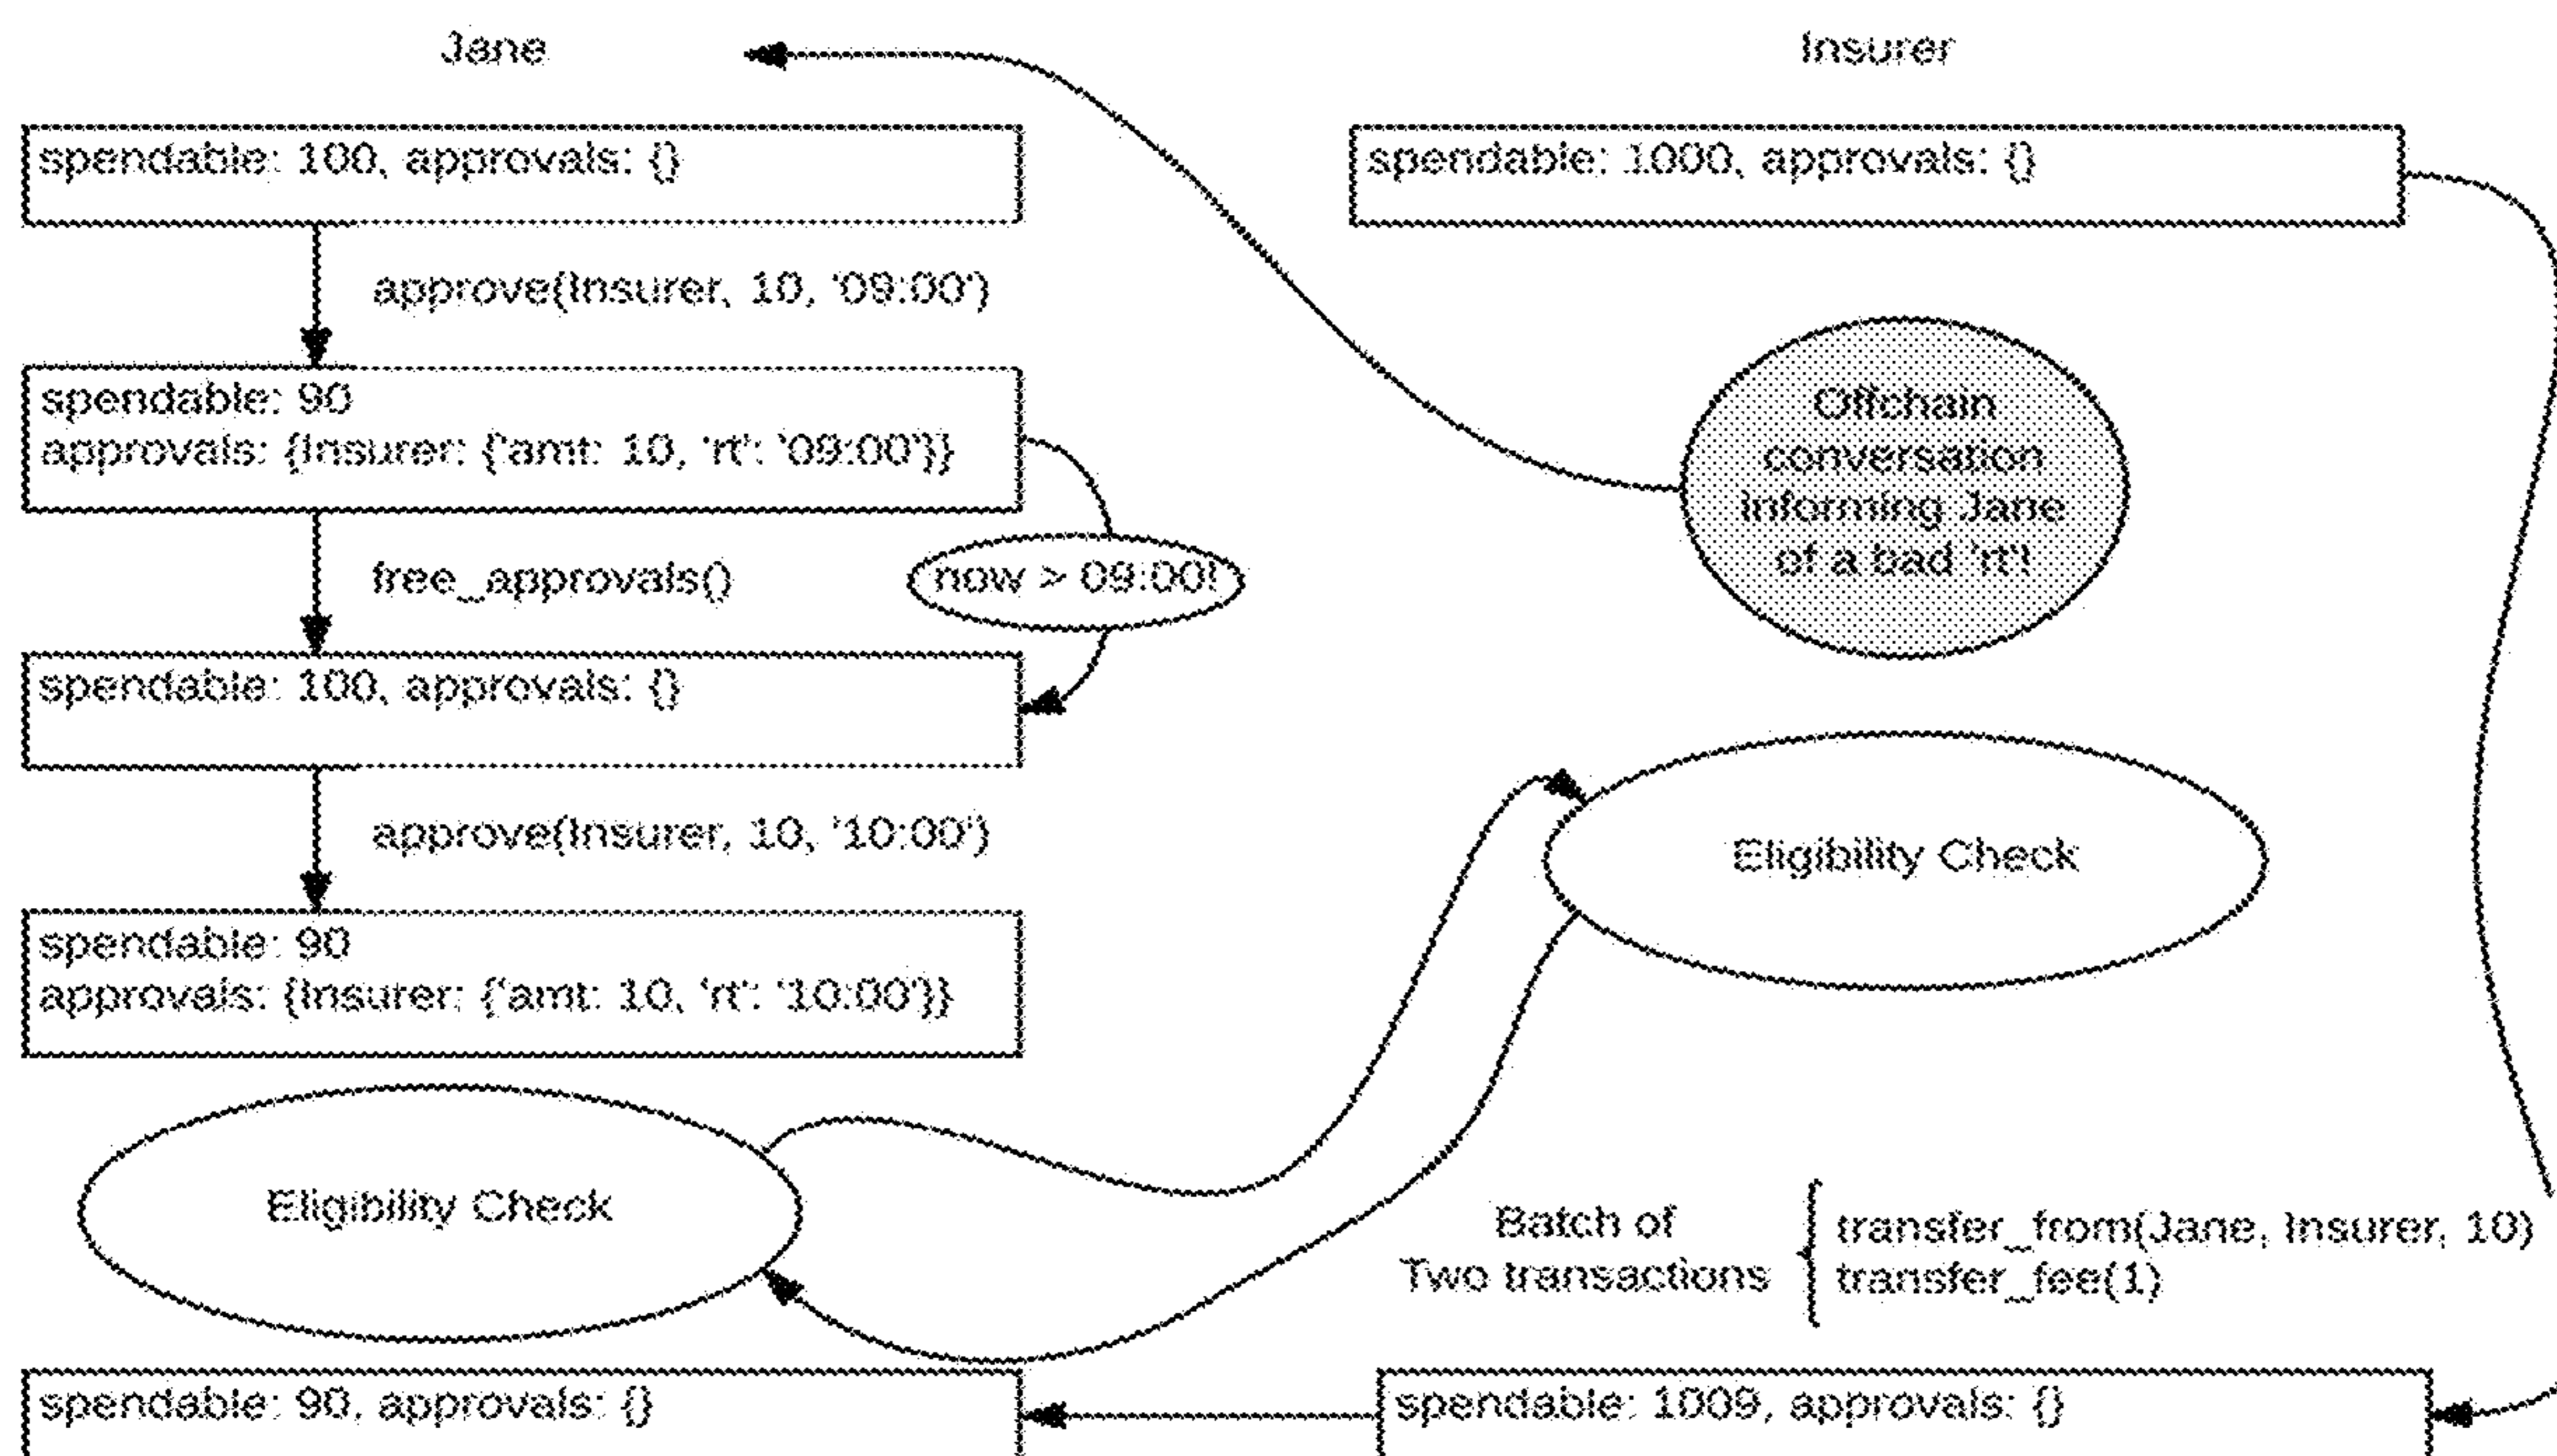 Jane
Insurer
spendable: 100, approvals: {}
spendable: 1000, approvals: {}
approve(Insurer, 10, '09:00')
spendable: 90
approvals: {Insurer: {'amt: 10, 'rt': '09:00'}}
Offchain
conversation
informing Jane
of a bad 'rt'!
free_approvals()
now > 09:00!
spendable: 100, approvals: {}
approve(Insurer, 10, '10:00')
Eligibility Check
spendable: 90
approvals: {Insurer: {'amt: 10, 'rt': '10:00'}}
Eligibility Check
Batch of
Two transactions
transfer_from(Jane, Insurer, 10)
transfer_fee(1)
spendable: 90, approvals: {}
spendable: 1009, approvals: {}